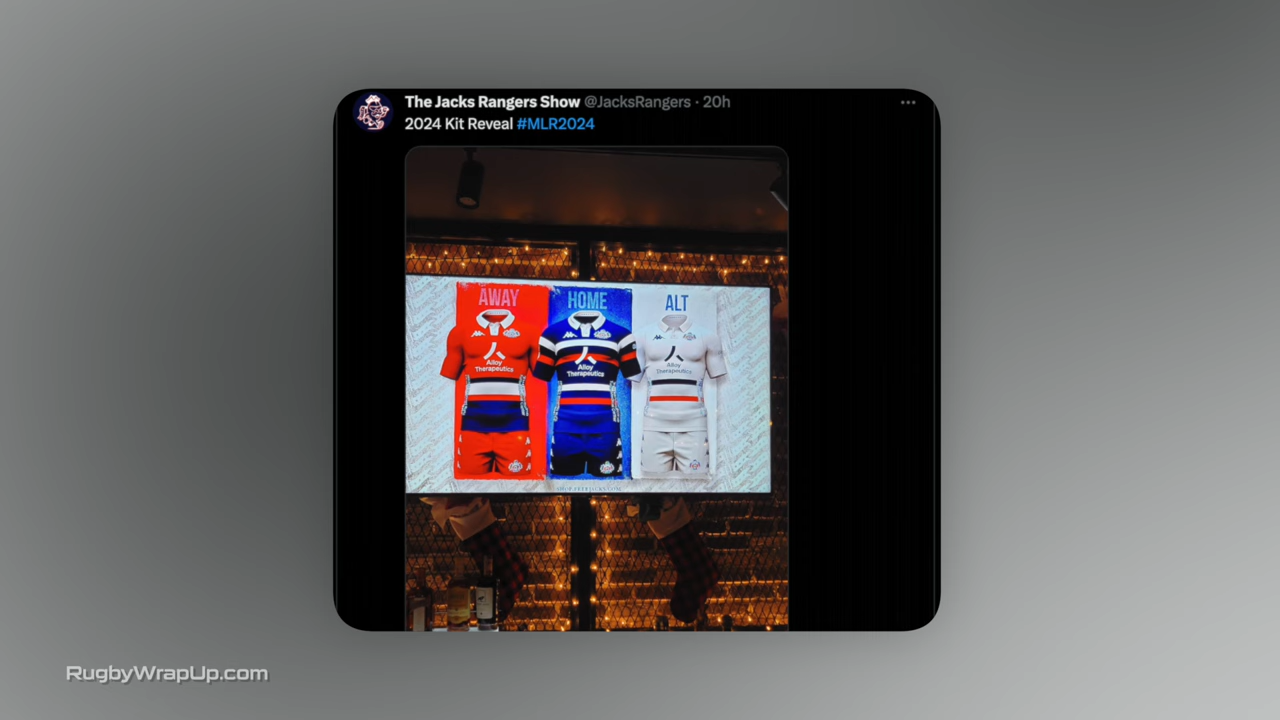 The Jacks Rangers Show @JacksRangers · 20h
2024 Kit Reveal #MLR2024
AWAY HOME ALT
Alloy Therapeutics
Alloy Therapeutics
Alloy Therapeutics
RugbyWrapUp.com